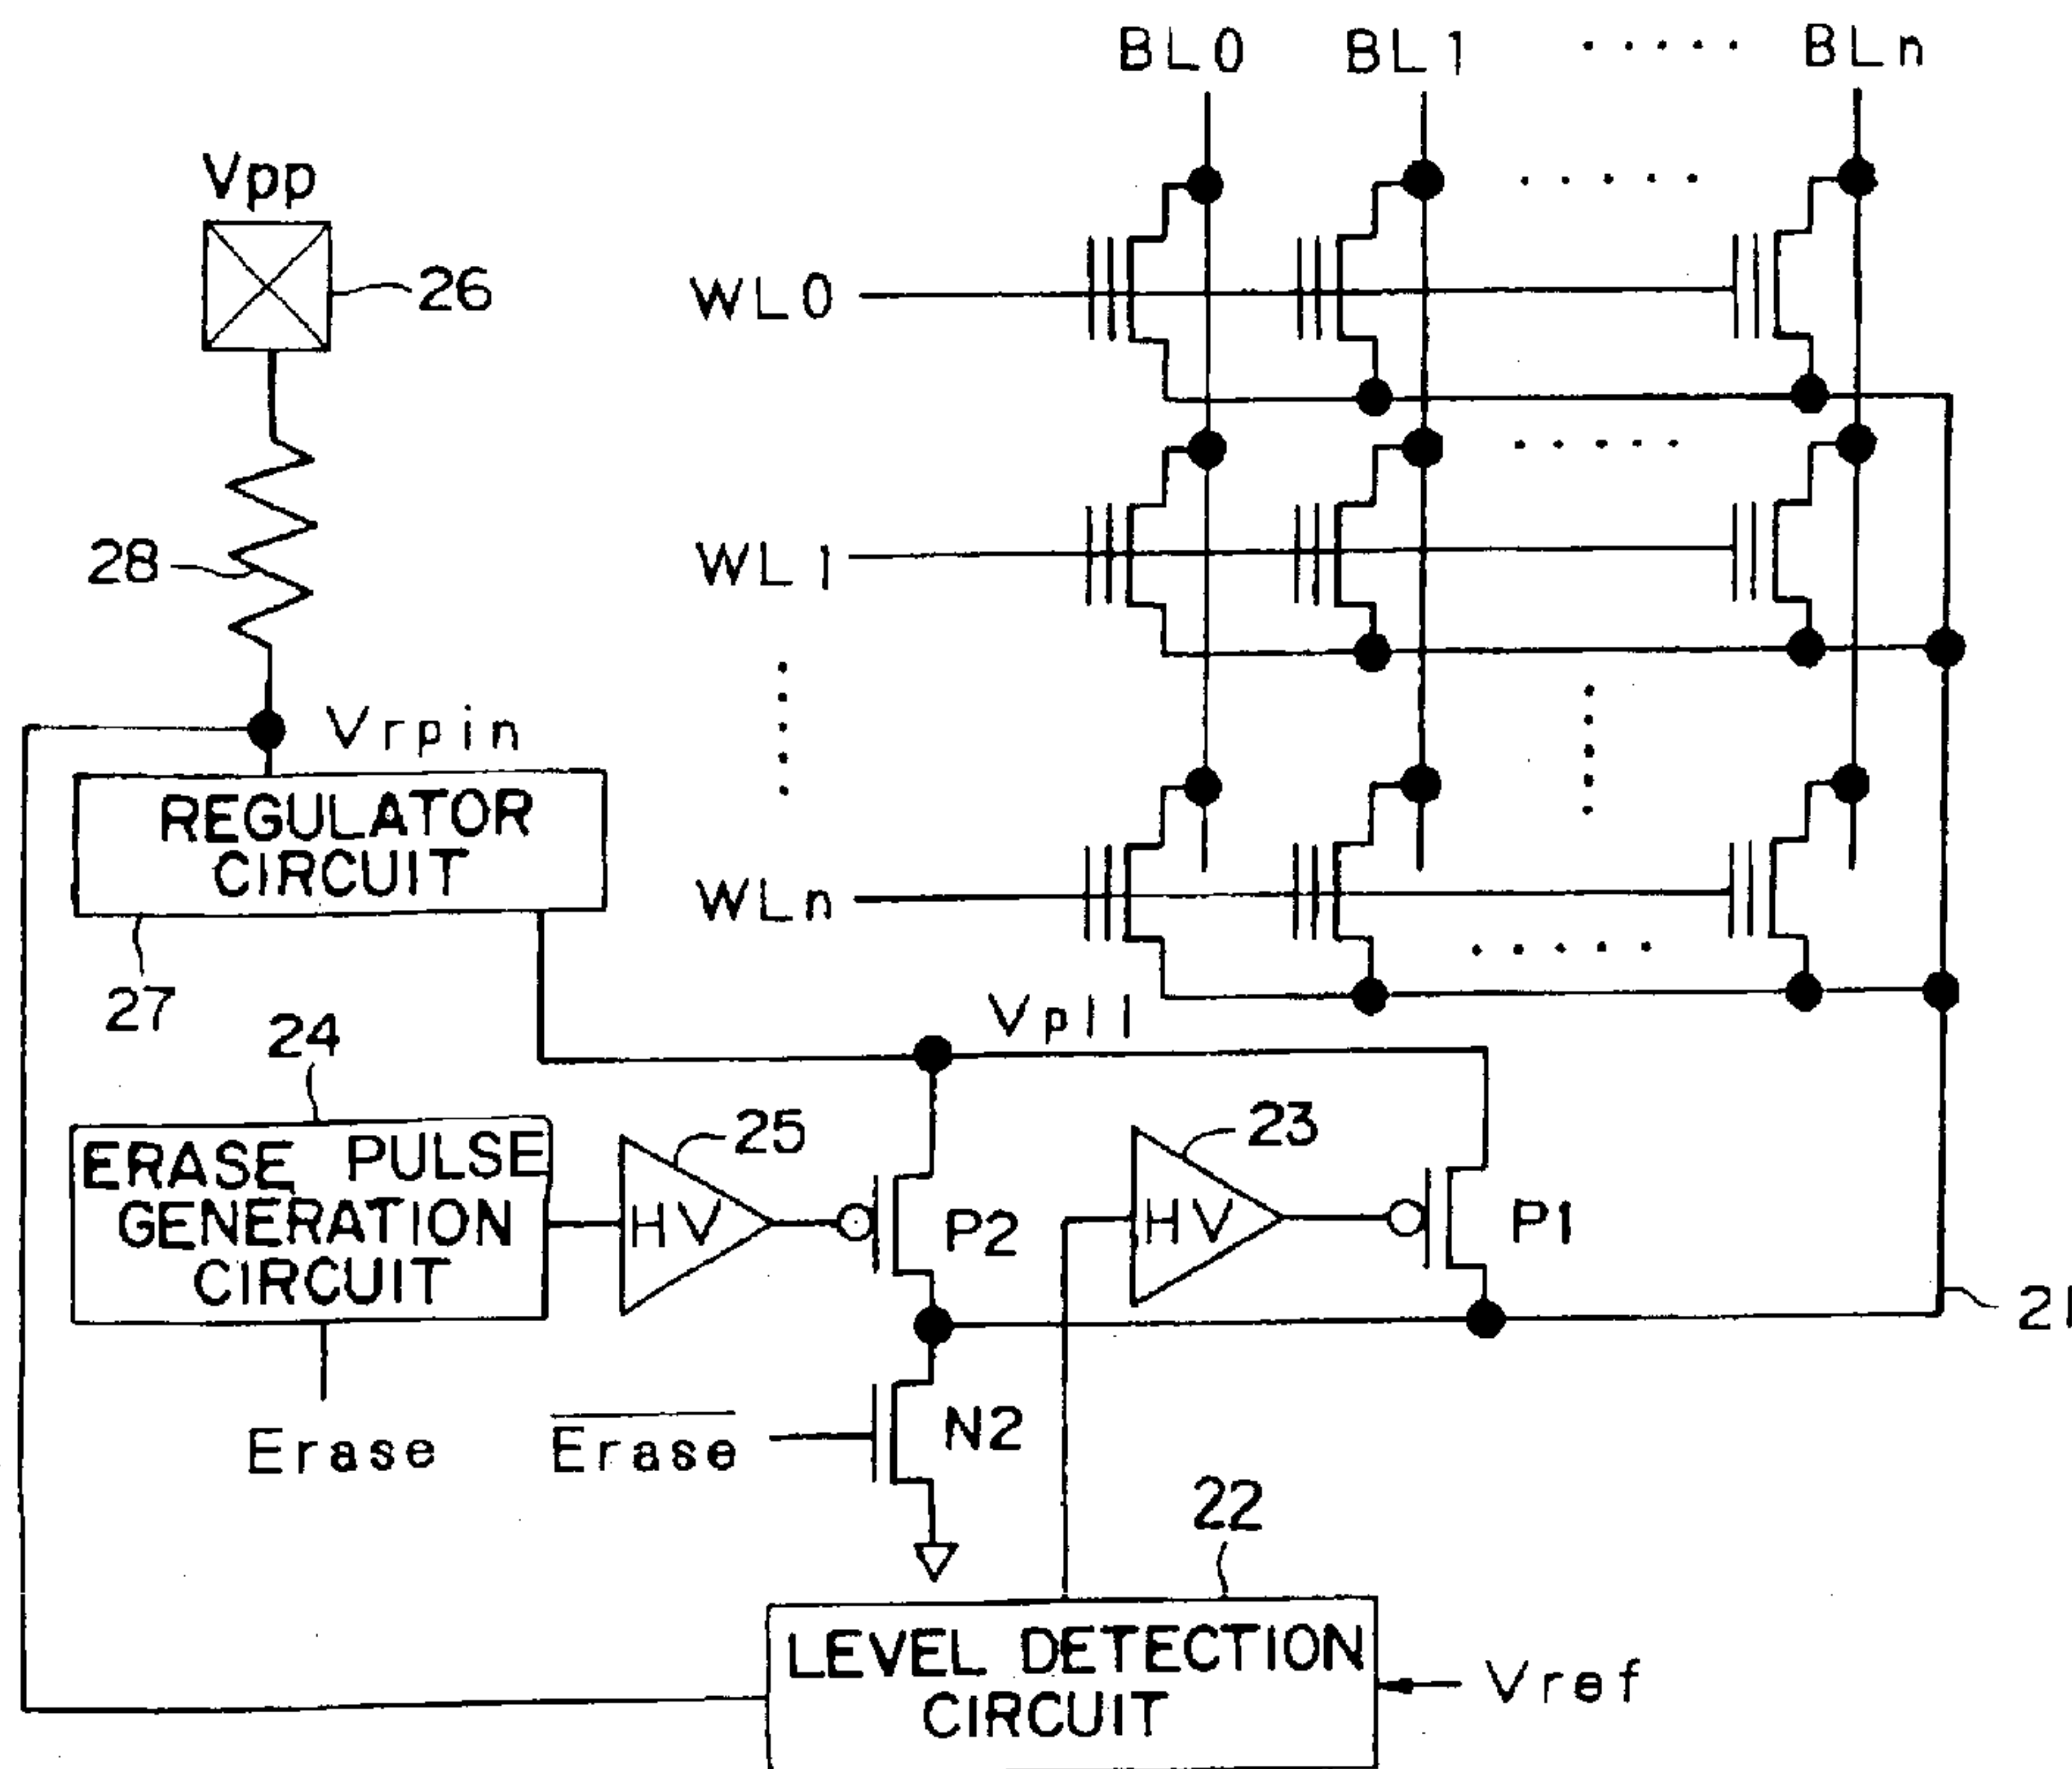 BL0 BL1 ..... BLn
Vpp
26
WL0
28
WL1
Vrpin
REGULATOR
CIRCUIT
WLn
27
Vpll
24
25
23
ERASE PULSE
GENERATION
CIRCUIT
HV
P2
HV
P1
21
Erase
Erase
N2
22
LEVEL DETECTION
CIRCUIT
Vref